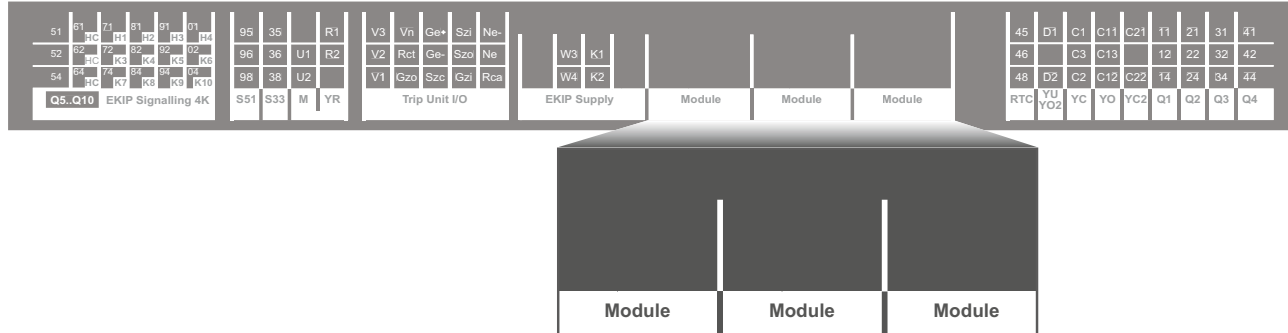 51 61 71 81 91 01 95 35 R1 V3 Vn Ge+ Szi Ne- 45 D1 C1 C11 C21 11 21 31 41
HC H1 H2 H3 H4
52 62 72 82 92 02 96 36 U1 R2 V2 Rct Ge- Szo Ne W3 K1 46 C3 C13 12 22 32 42
HC K3 K4 K5 K6
54 64 74 84 94 04 98 38 U2 V1 Gzo Szc Gzi Rca W4 K2 48 D2 C2 C12 C22 14 24 34 44
HC K7 K8 K9 K10
Q5..Q10 EKIP Signalling 4K S51 S33 M YR Trip Unit I/O EKIP Supply Module Module Module RTC YU YC YO YC2 Q1 Q2 Q3 Q4
YO2
Module Module Module